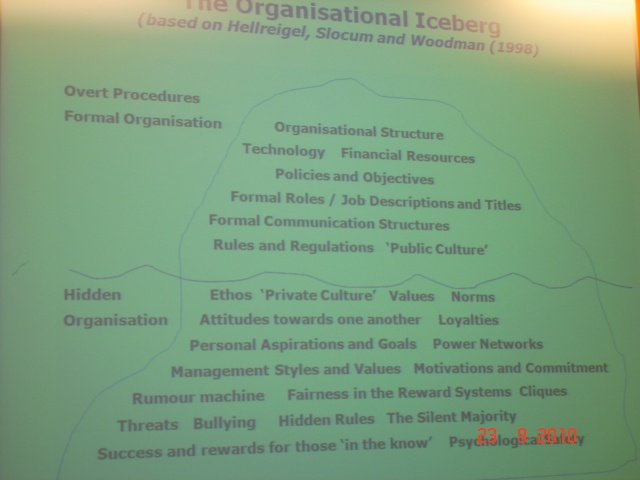 The Organisational Iceberg
(based on Hellreigel, Slocum and Woodman (1998)
Overt Procedures
Formal Organisation
Organisational Structure
Technology Financial Resources
Policies and Objectives
Formal Roles / Job Descriptions and Titles
Formal Communication Structures
Rules and Regulations ‘Public Culture’
Hidden
Organisation
Ethos ‘Private Culture’ Values Norms
Attitudes towards one another Loyalties
Personal Aspirations and Goals Power Networks
Management Styles and Values Motivations and Commitment
Rumour machine Fairness in the Reward Systems Cliques
Threats Bullying Hidden Rules The Silent Majority
Success and rewards for those ‘in the know’ Psychological Safety
23 9 2010